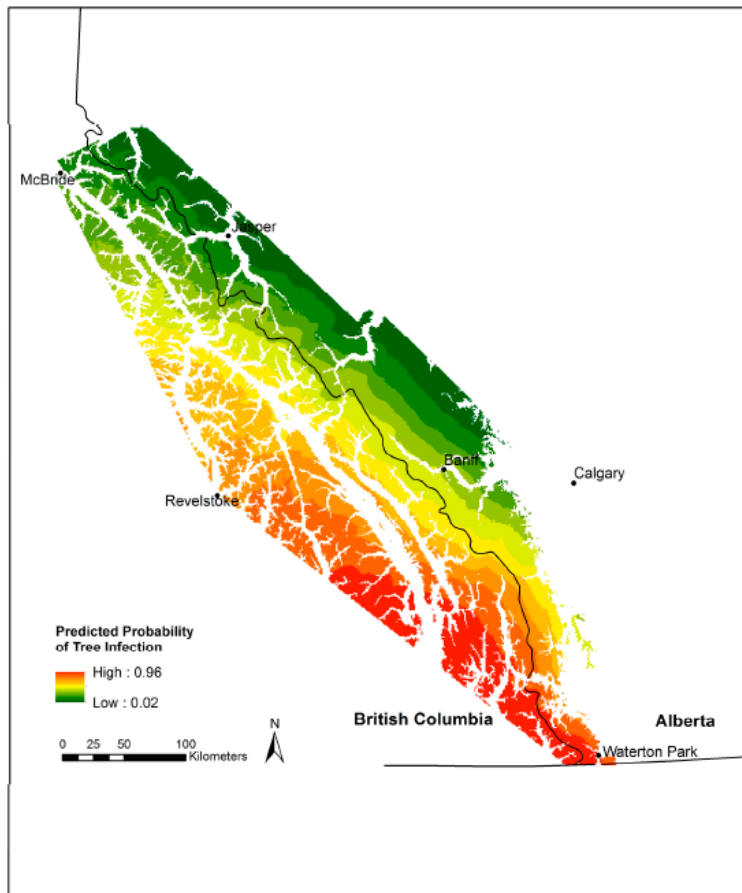 McBride
Jasper
Banff
Calgary
Revelstoke
Predicted Probability
of Tree Infection
High : 0.96
Low : 0.02
N
British Columbia
Alberta
0 25 50 100
Kilometers
Waterton Park